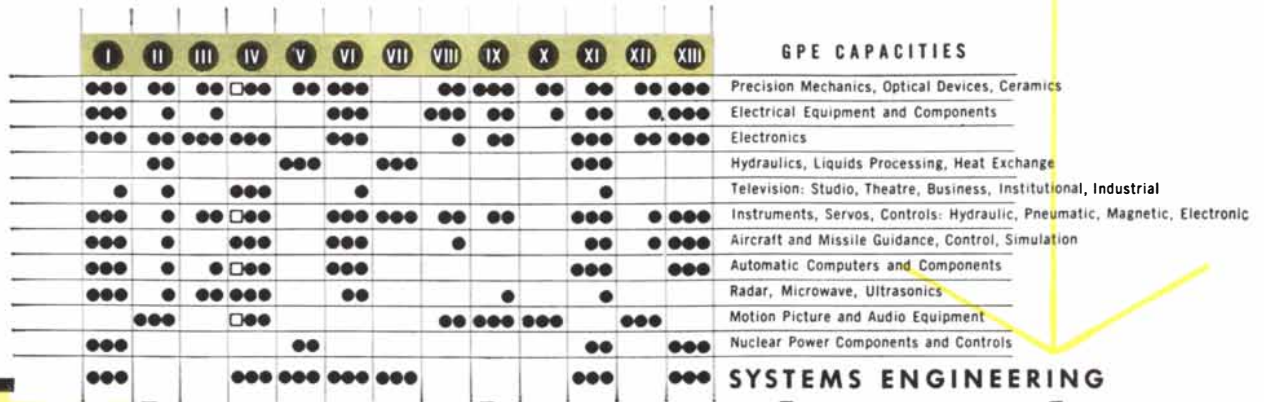 I II III IV V VI VII VIII IX X XI XII XIII GPE CAPACITIES
Precision Mechanics, Optical Devices, Ceramics
Electrical Equipment and Components
Electronics
Hydraulics, Liquids Processing, Heat Exchange
Television: Studio, Theatre, Business, Institutional, Industrial
Instruments, Servos, Controls: Hydraulic, Pneumatic, Magnetic, Electronic
Aircraft and Missile Guidance, Control, Simulation
Automatic Computers and Components
Radar, Microwave, Ultrasonics
Motion Picture and Audio Equipment
Nuclear Power Components and Controls
SYSTEMS ENGINEERING